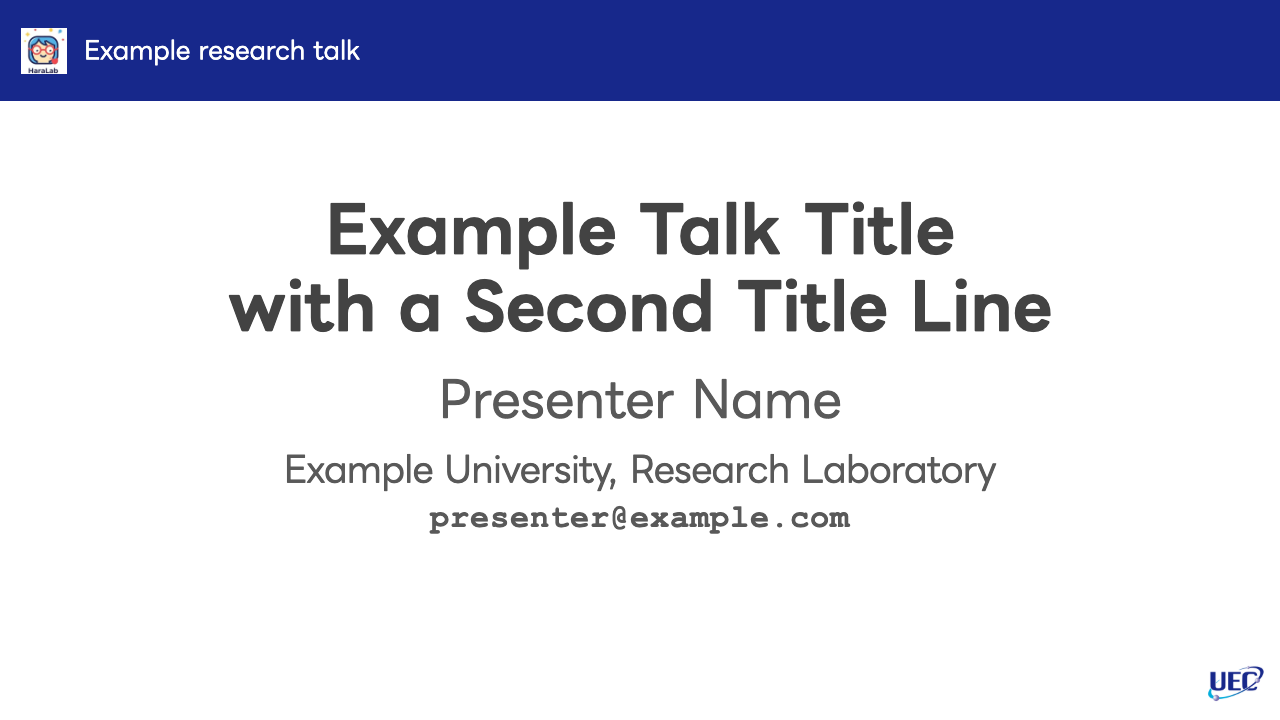 HaraLab
Example research talk
Example Talk Title
with a Second Title Line
Presenter Name
Example University, Research Laboratory
presenter@example.com
UEC